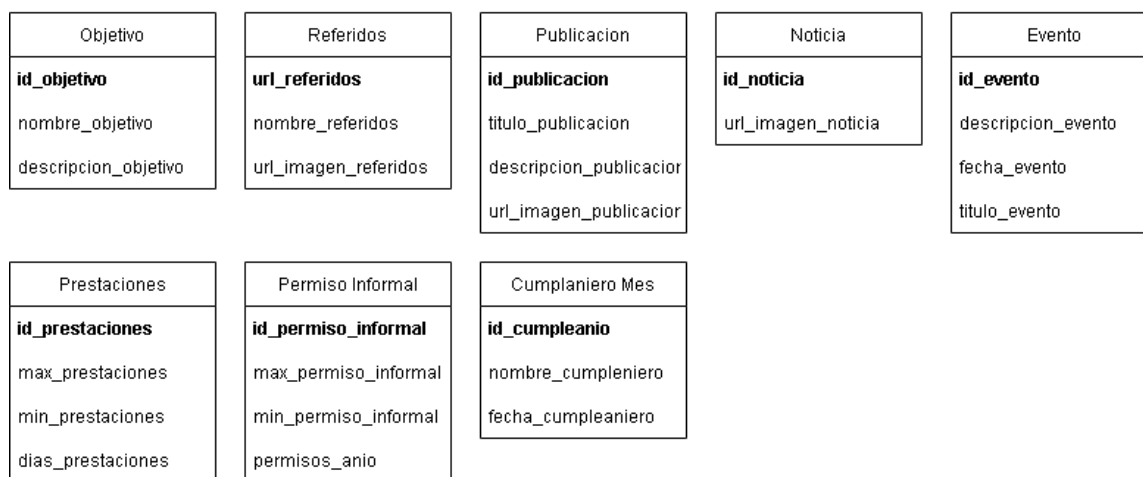 Objetivo
id_objetivo
nombre_objetivo
descripcion_objetivo
Referidos
url_referidos
nombre_referidos
url_imagen_referidos
Publicacion
id_publicacion
titulo_publicacion
descripcion_publicacior
url_imagen_publicacior
Noticia
id_noticia
url_imagen_noticia
Evento
id_evento
descripcion_evento
fecha_evento
titulo_evento
Prestaciones
id_prestaciones
max_prestaciones
min_prestaciones
dias_prestaciones
Permiso Informal
id_permiso_informal
max_permiso_informal
min_permiso_informal
permisos_anio
Cumplaniero Mes
id_cumpleanio
nombre_cumpleniero
fecha_cumpleaniero